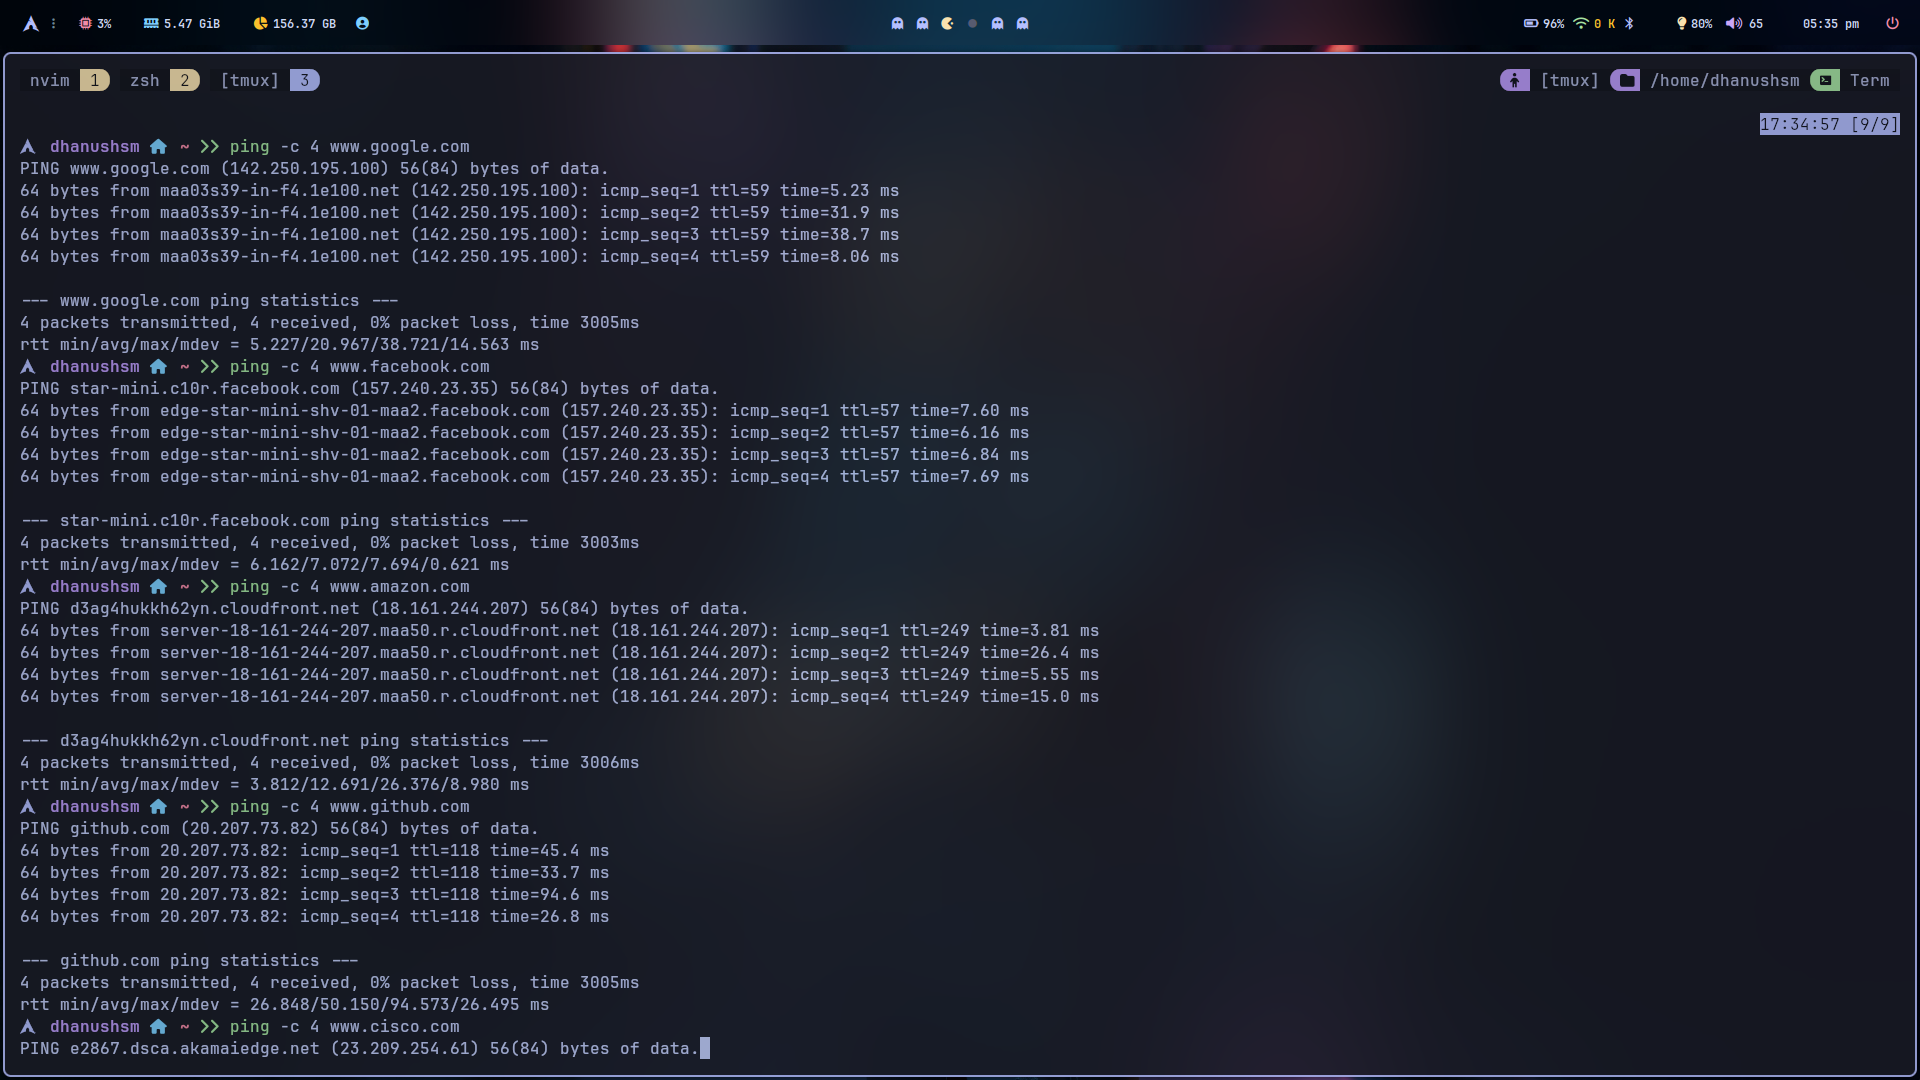 3% 5.47 GiB 156.37 GB 96% 0 K 80% 65 05:35 pm
nvim 1 zsh 2 [tmux] 3 [tmux] /home/dhanushsm Term
17:34:57 [9/9]
dhanushsm ~ >> ping -c 4 www.google.com
PING www.google.com (142.250.195.100) 56(84) bytes of data.
64 bytes from maa03s39-in-f4.1e100.net (142.250.195.100): icmp_seq=1 ttl=59 time=5.23 ms
64 bytes from maa03s39-in-f4.1e100.net (142.250.195.100): icmp_seq=2 ttl=59 time=31.9 ms
64 bytes from maa03s39-in-f4.1e100.net (142.250.195.100): icmp_seq=3 ttl=59 time=38.7 ms
64 bytes from maa03s39-in-f4.1e100.net (142.250.195.100): icmp_seq=4 ttl=59 time=8.06 ms
--- www.google.com ping statistics ---
4 packets transmitted, 4 received, 0% packet loss, time 3005ms
rtt min/avg/max/mdev = 5.227/20.967/38.721/14.563 ms
dhanushsm ~ >> ping -c 4 www.facebook.com
PING star-mini.c10r.facebook.com (157.240.23.35) 56(84) bytes of data.
64 bytes from edge-star-mini-shv-01-maa2.facebook.com (157.240.23.35): icmp_seq=1 ttl=57 time=7.60 ms
64 bytes from edge-star-mini-shv-01-maa2.facebook.com (157.240.23.35): icmp_seq=2 ttl=57 time=6.16 ms
64 bytes from edge-star-mini-shv-01-maa2.facebook.com (157.240.23.35): icmp_seq=3 ttl=57 time=6.84 ms
64 bytes from edge-star-mini-shv-01-maa2.facebook.com (157.240.23.35): icmp_seq=4 ttl=57 time=7.69 ms
--- star-mini.c10r.facebook.com ping statistics ---
4 packets transmitted, 4 received, 0% packet loss, time 3003ms
rtt min/avg/max/mdev = 6.162/7.072/7.694/0.621 ms
dhanushsm ~ >> ping -c 4 www.amazon.com
PING d3ag4hukkh62yn.cloudfront.net (18.161.244.207) 56(84) bytes of data.
64 bytes from server-18-161-244-207.maa50.r.cloudfront.net (18.161.244.207): icmp_seq=1 ttl=249 time=3.81 ms
64 bytes from server-18-161-244-207.maa50.r.cloudfront.net (18.161.244.207): icmp_seq=2 ttl=249 time=26.4 ms
64 bytes from server-18-161-244-207.maa50.r.cloudfront.net (18.161.244.207): icmp_seq=3 ttl=249 time=5.55 ms
64 bytes from server-18-161-244-207.maa50.r.cloudfront.net (18.161.244.207): icmp_seq=4 ttl=249 time=15.0 ms
--- d3ag4hukkh62yn.cloudfront.net ping statistics ---
4 packets transmitted, 4 received, 0% packet loss, time 3006ms
rtt min/avg/max/mdev = 3.812/12.691/26.376/8.980 ms
dhanushsm ~ >> ping -c 4 www.github.com
PING github.com (20.207.73.82) 56(84) bytes of data.
64 bytes from 20.207.73.82: icmp_seq=1 ttl=118 time=45.4 ms
64 bytes from 20.207.73.82: icmp_seq=2 ttl=118 time=33.7 ms
64 bytes from 20.207.73.82: icmp_seq=3 ttl=118 time=94.6 ms
64 bytes from 20.207.73.82: icmp_seq=4 ttl=118 time=26.8 ms
--- github.com ping statistics ---
4 packets transmitted, 4 received, 0% packet loss, time 3005ms
rtt min/avg/max/mdev = 26.848/50.150/94.573/26.495 ms
dhanushsm ~ >> ping -c 4 www.cisco.com
PING e2867.dsca.akamaiedge.net (23.209.254.61) 56(84) bytes of data.